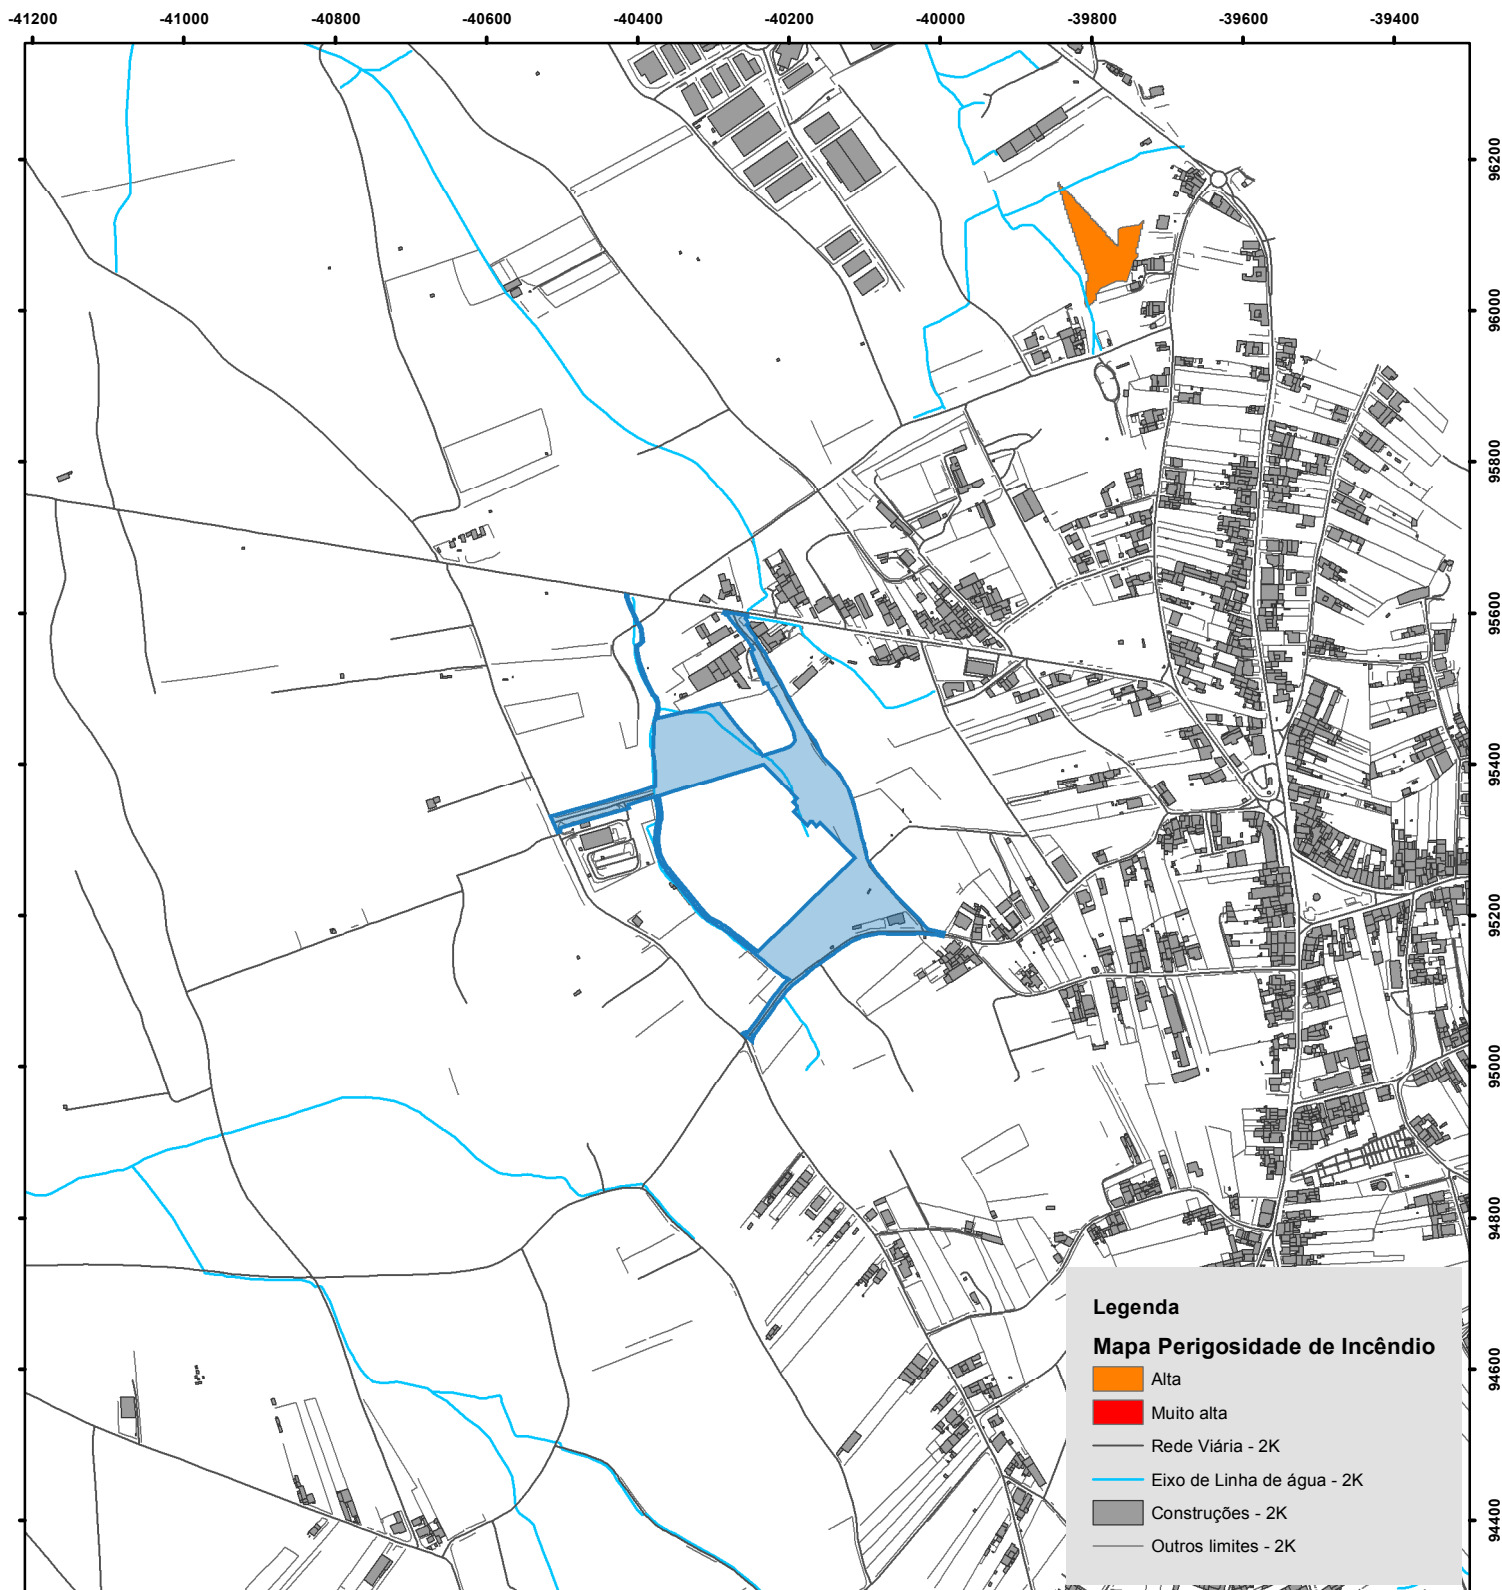 -41200 -41000 -40800 -40600 -40400 -40200 -40000 -39800 -39600 -39400
96200
96000
95800
95600
95400
95200
95000
94800
94600
94400
Legenda
Mapa Perigosidade de Incêndio
Alta
Muito alta
Rede Viária - 2K
Eixo de Linha de água - 2K
Construções - 2K
Outros limites - 2K